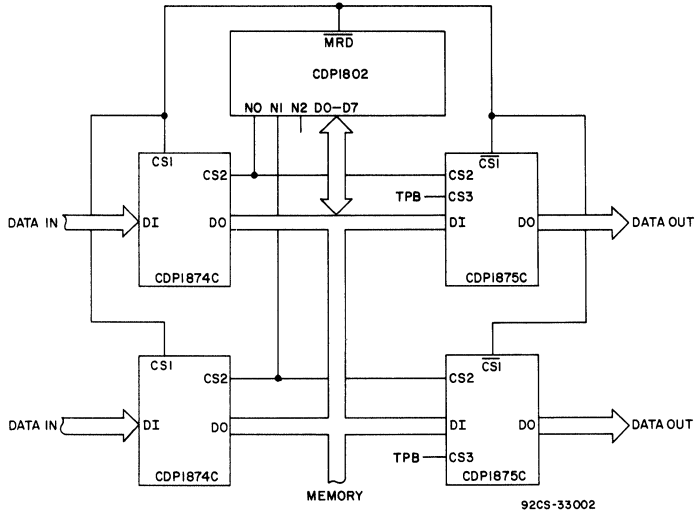 MRD
CDP1802
N0 N1 N2 D0-D7
CS1
CS2
DATA IN
DI
DO
CDP1874C
CS1
CS2
TPB
CS3
DI
DO
DATA OUT
CDP1875C
CS1
CS2
DATA IN
DI
DO
CDP1874C
CS1
CS2
DI
DO
DATA OUT
TPB
CS3
CDP1875C
MEMORY
92CS-33002